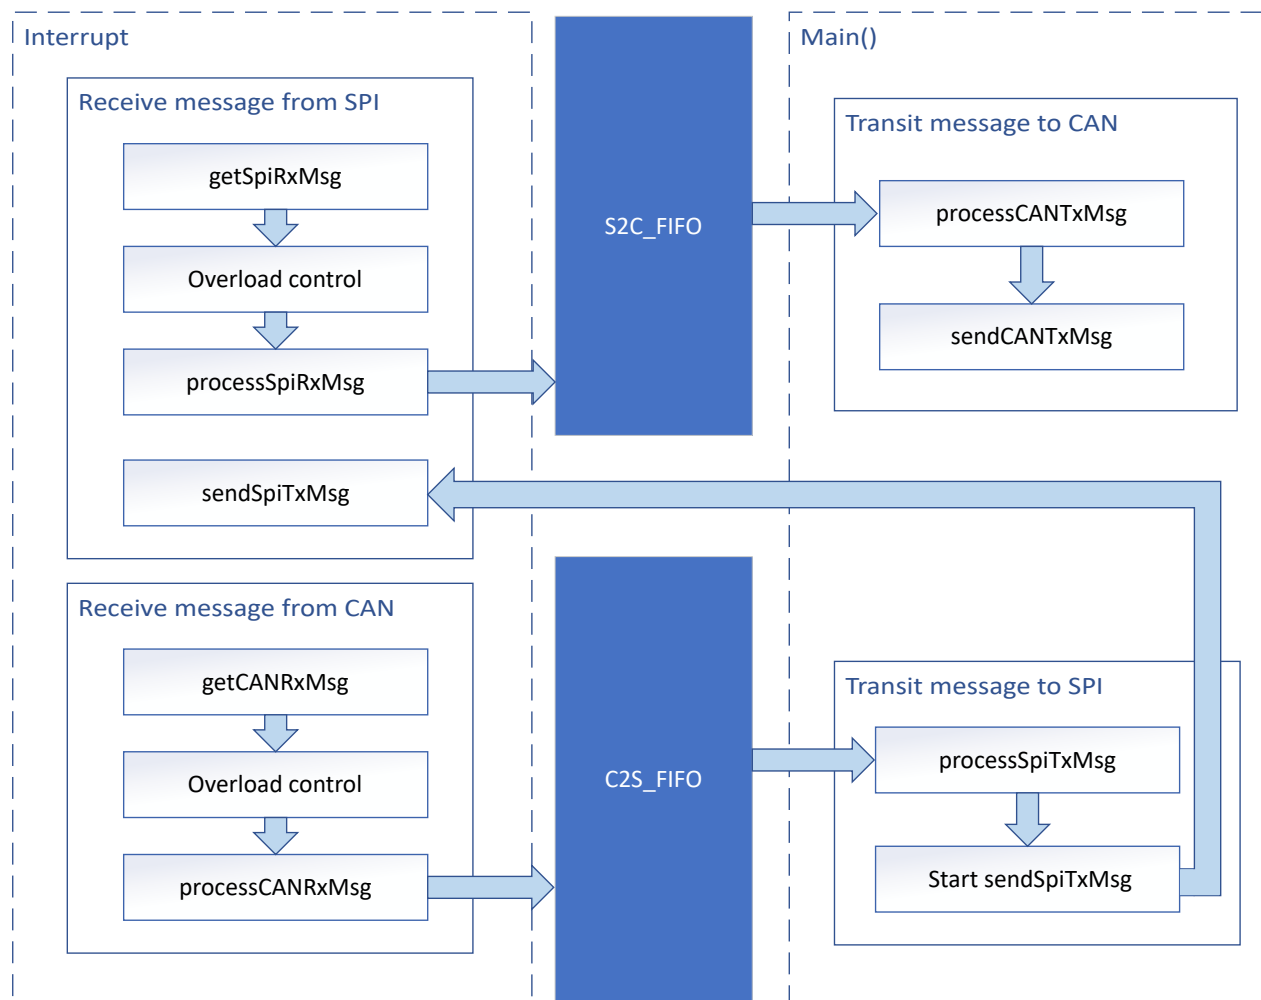 Interrupt
Receive message from SPI
getSpiRxMsg
Overload control
processSpiRxMsg
sendSpiTxMsg
Receive message from CAN
getCANRxMsg
Overload control
processCANRxMsg
S2C_FIFO
C2S_FIFO
Main()
Transit message to CAN
processCANTxMsg
sendCANTxMsg
Transit message to SPI
processSpiTxMsg
Start sendSpiTxMsg